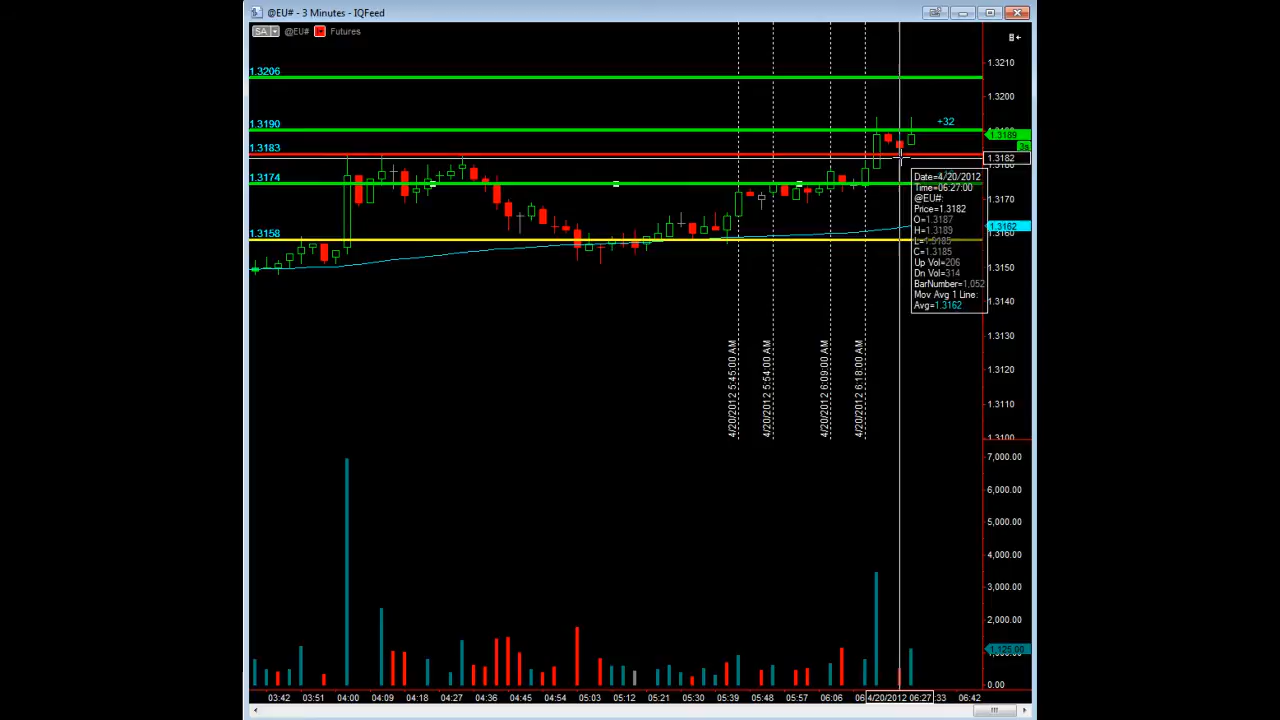 @EU# - 3 Minutes - IQFeed
SA @EU# Futures
1.3206
1.3190
1.3183
1.3174
1.3158
+32
1.3210
1.3200
1.3189
3s
1.3182
1.3170
1.3162
1.3150
1.3140
1.3130
1.3120
1.3110
1.3100
Date=4/20/2012
Time=06:27:00
@EU#:
Price=1.3182
O=1.3187
H=1.3189
L=1.3185
C=1.3185
Up Vol=206
Dn Vol=314
BarNumber=1,052
Mov Avg 1 Line:
Avg=1.3162
4/20/2012 5:45:00 AM
4/20/2012 5:54:00 AM
4/20/2012 6:09:00 AM
4/20/2012 6:18:00 AM
7,000.00
6,000.00
5,000.00
4,000.00
3,000.00
2,000.00
1,125.00
0.00
03:42 03:51 04:00 04:09 04:18 04:27 04:36 04:45 04:54 05:03 05:12 05:21 05:30 05:39 05:48 05:57 06:06 4/20/2012 06:27 :33 06:42